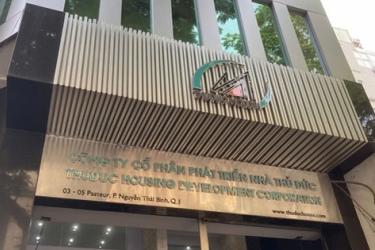 CÔNG TY CỔ PHẦN PHÁT TRIỂN NHÀ THỦ ĐỨC
THUDUC HOUSING DEVELOPMENT CORPORATION
03 - 05 Pasteur, P. Nguyễn Thái Bình, Q.1
www.thuduchouse.com